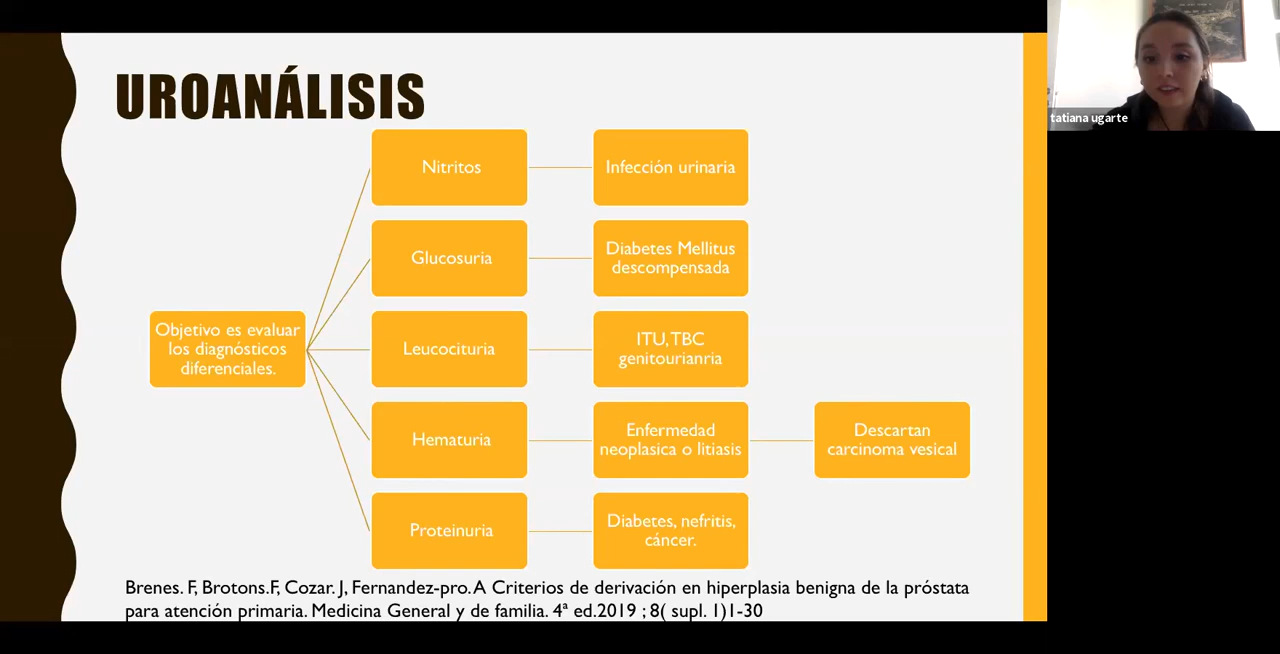 UROANÁLISIS
tatiana ugarte
Nitritos
Infección urinaria
Glucosuria
Diabetes Mellitus
descompensada
Objetivo es evaluar
los diagnósticos
diferenciales.
Leucocituria
ITU, TBC
genitourianria
Hematuria
Enfermedad
neoplasica o litiasis
Descartan
carcinoma vesical
Proteinuria
Diabetes, nefritis,
cáncer.
Brenes. F, Brotons.F, Cozar. J, Fernandez-pro. A Criterios de derivación en hiperplasia benigna de la próstata
para atención primaria. Medicina General y de familia. 4ª ed.2019 ; 8( supl. 1)1-30